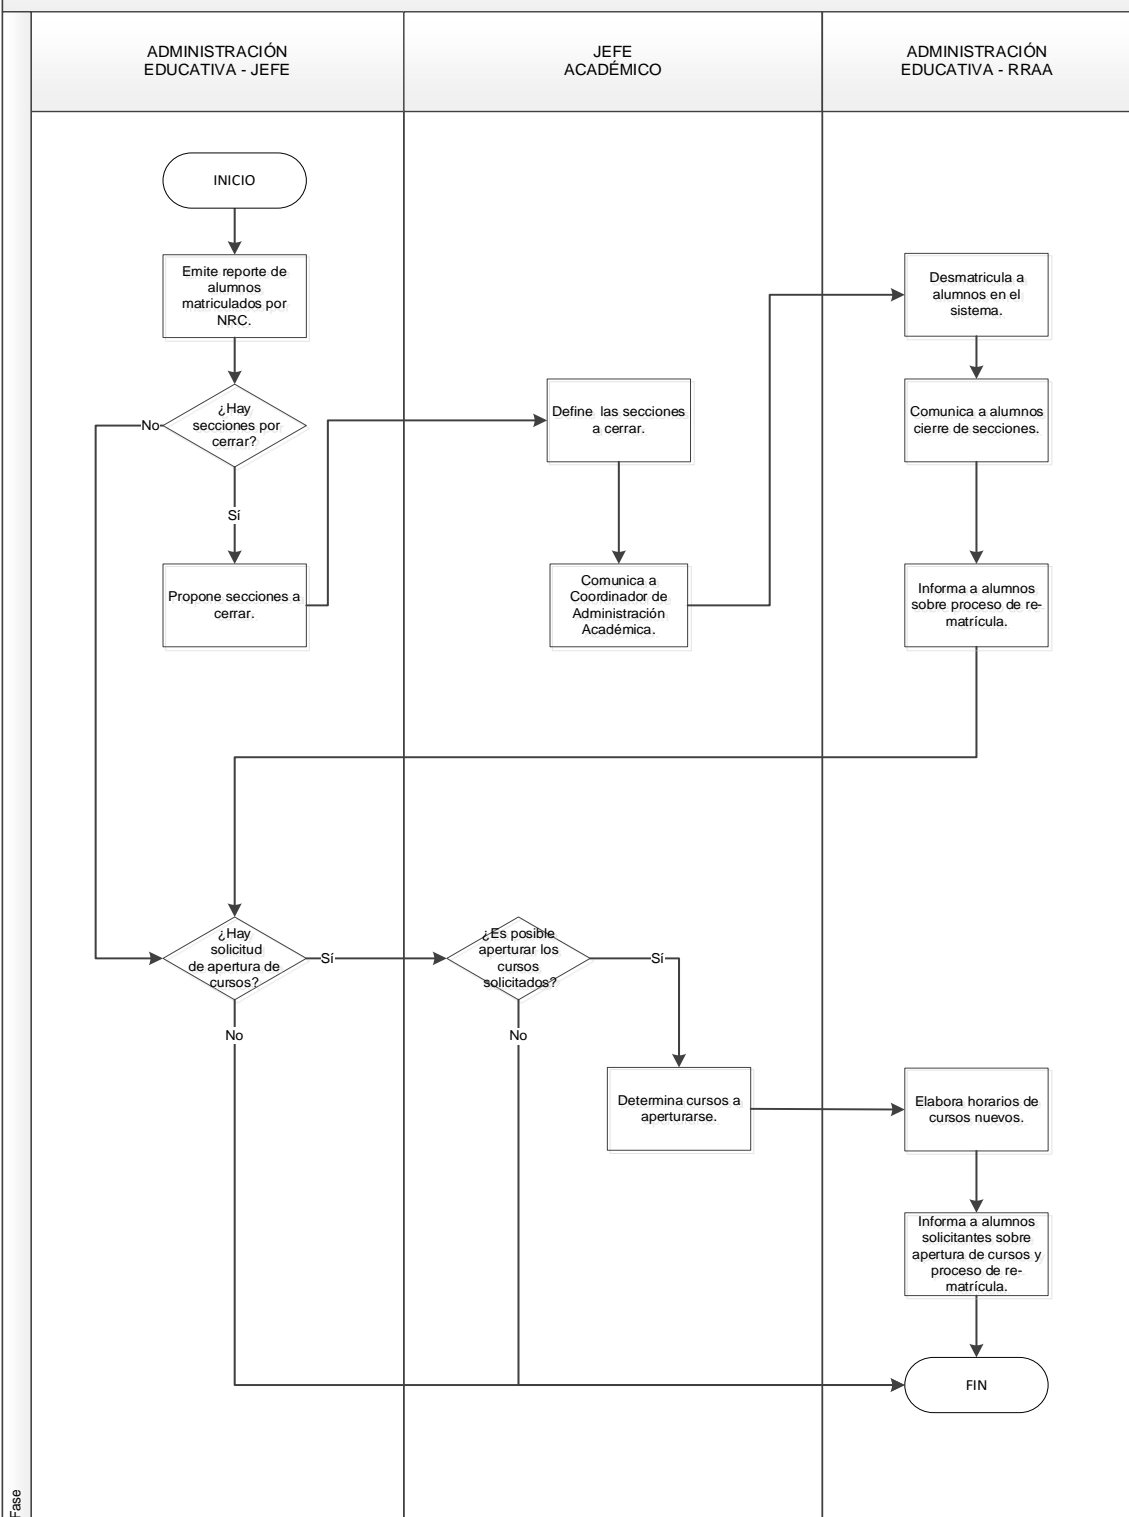 ADMINISTRACIÓN
EDUCATIVA - JEFE
JEFE
ACADÉMICO
ADMINISTRACIÓN
EDUCATIVA - RRAA
INICIO
Emite reporte de
alumnos
matriculados por
NRC.
¿Hay
secciones por
cerrar?
No
Sí
Propone secciones a
cerrar.
Define las secciones
a cerrar.
Comunica a
Coordinador de
Administración
Académica.
Desmatricula a
alumnos en el
sistema.
Comunica a alumnos
cierre de secciones.
Informa a alumnos
sobre proceso de re-
matrícula.
¿Hay
solicitud
de apertura de
cursos?
Sí
No
¿Es posible
aperturar los
cursos
solicitados?
Sí
No
Determina cursos a
aperturarse.
Elabora horarios de
cursos nuevos.
Informa a alumnos
solicitantes sobre
apertura de cursos y
proceso de re-
matrícula.
FIN
Fase